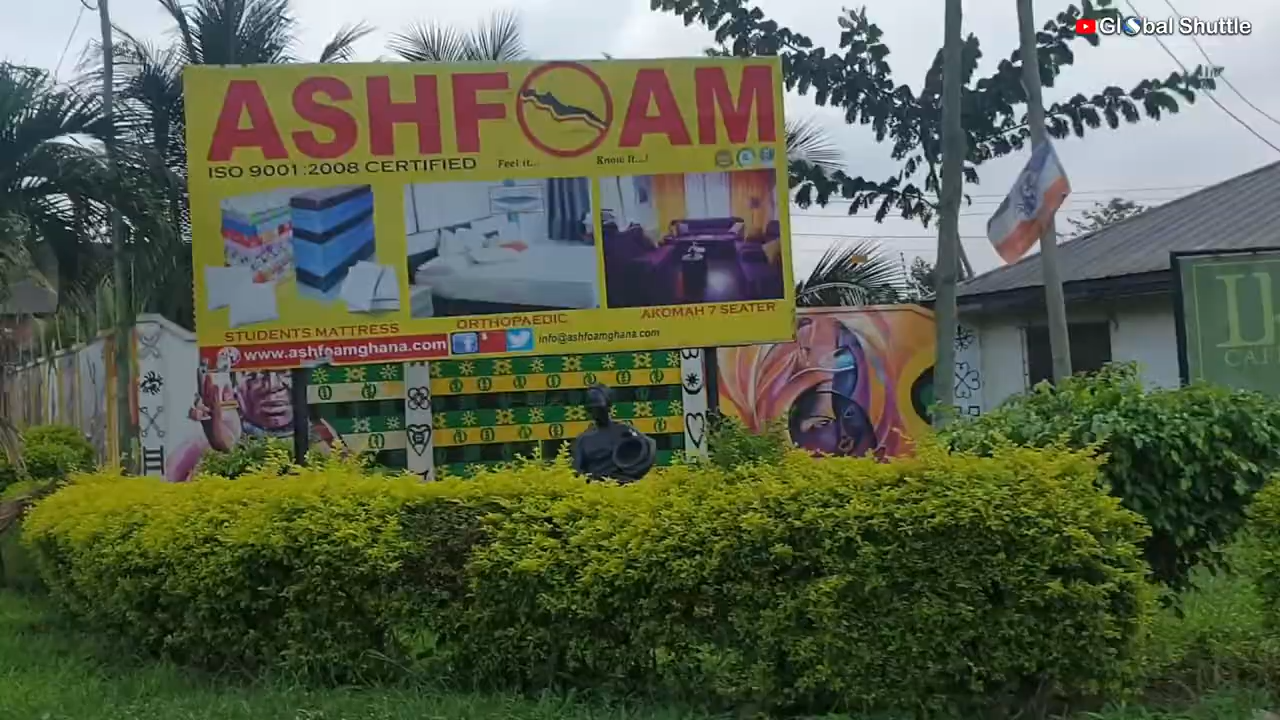 Global Shuttle
ASHFOAM
ISO 9001:2008 CERTIFIED
Feel it...
Know It...!
STUDENTS MATTRESS
ORTHOPAEDIC
AKOMAH 7 SEATER
www.ashfoamghana.com
info@ashfoamghana.com